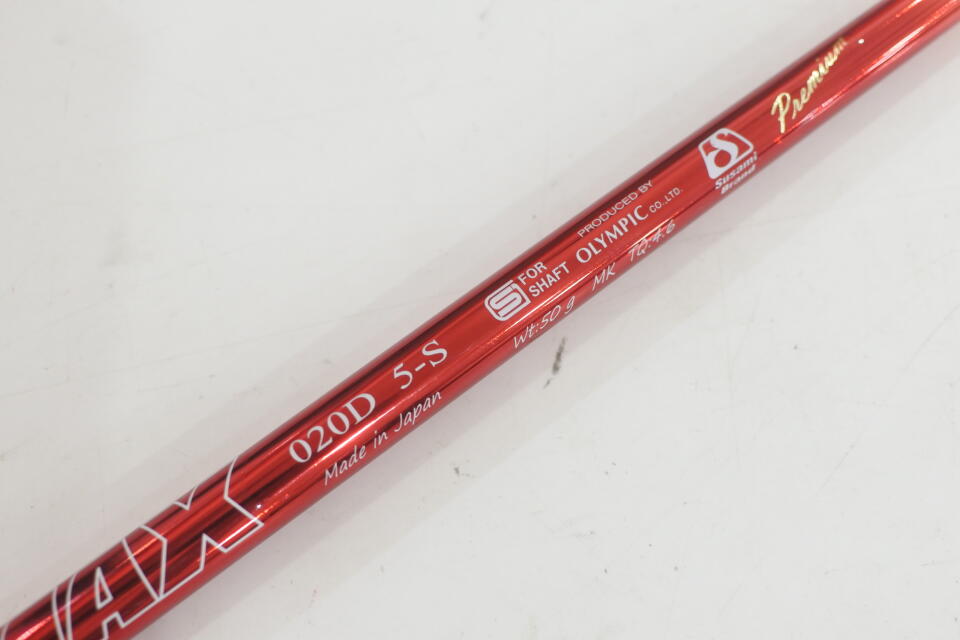 AX
020D 5-S
Made in Japan
S FOR
SHAFT
PRODUCED BY
OLYMPIC CO.,LTD.
Wt:50 g MK TQ:4.6
S
Susami
Brand
Premium